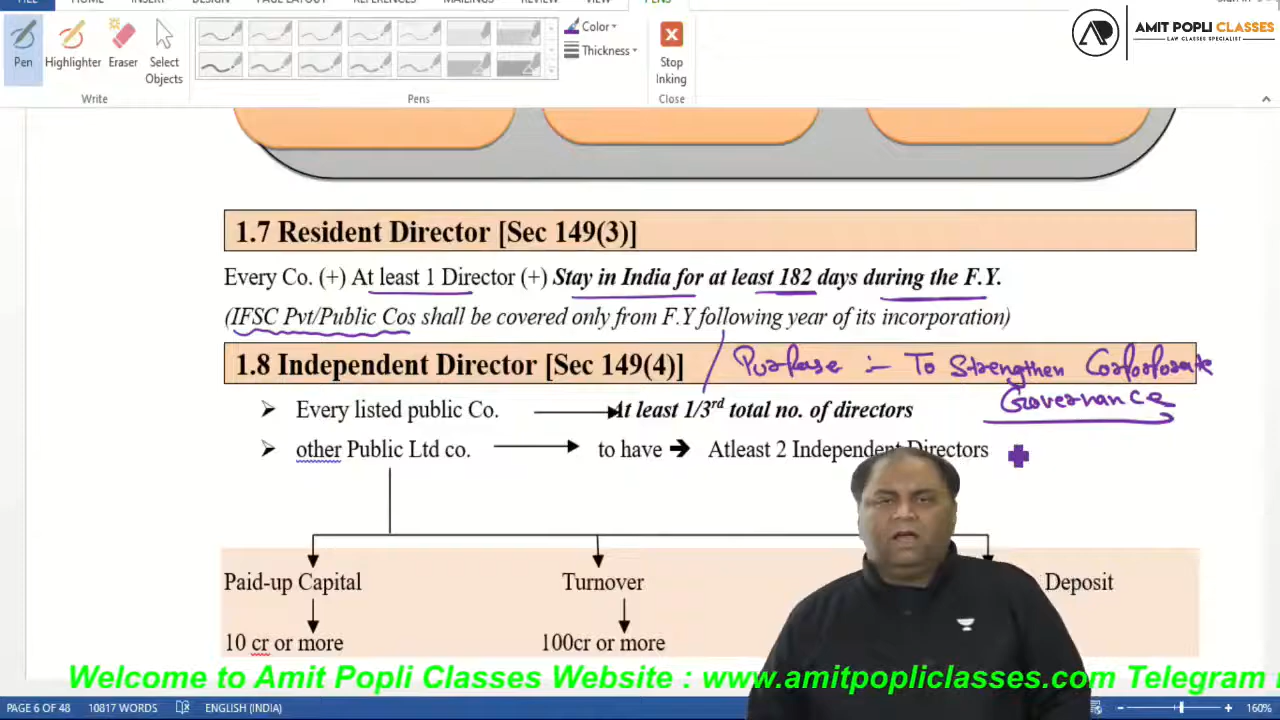 FILE HOME INSERT DESIGN PAGE LAYOUT REFERENCES MAILINGS REVIEW VIEW PENS
Pen Highlighter Eraser Select Objects
Color
Thickness
Stop Inking
Write Pens Close
AMIT POPLI CLASSES
LAW CLASSES SPECIALIST
1.7 Resident Director [Sec 149(3)]
Every Co. (+) At least 1 Director (+) Stay in India for at least 182 days during the F.Y.
(IFSC Pvt/Public Cos shall be covered only from F.Y following year of its incorporation)
1.8 Independent Director [Sec 149(4)]
Purpose :- To Strengthen Corporate
Governance
Every listed public Co. At least 1/3rd total no. of directors
other Public Ltd co. to have ➔ Atleast 2 Independent Directors
Paid-up Capital Turnover Deposit
10 cr or more 100cr or more
Welcome to Amit Popli Classes Website : www.amitpopliclasses.com Telegram
PAGE 6 OF 48 10817 WORDS ENGLISH (INDIA) 160%